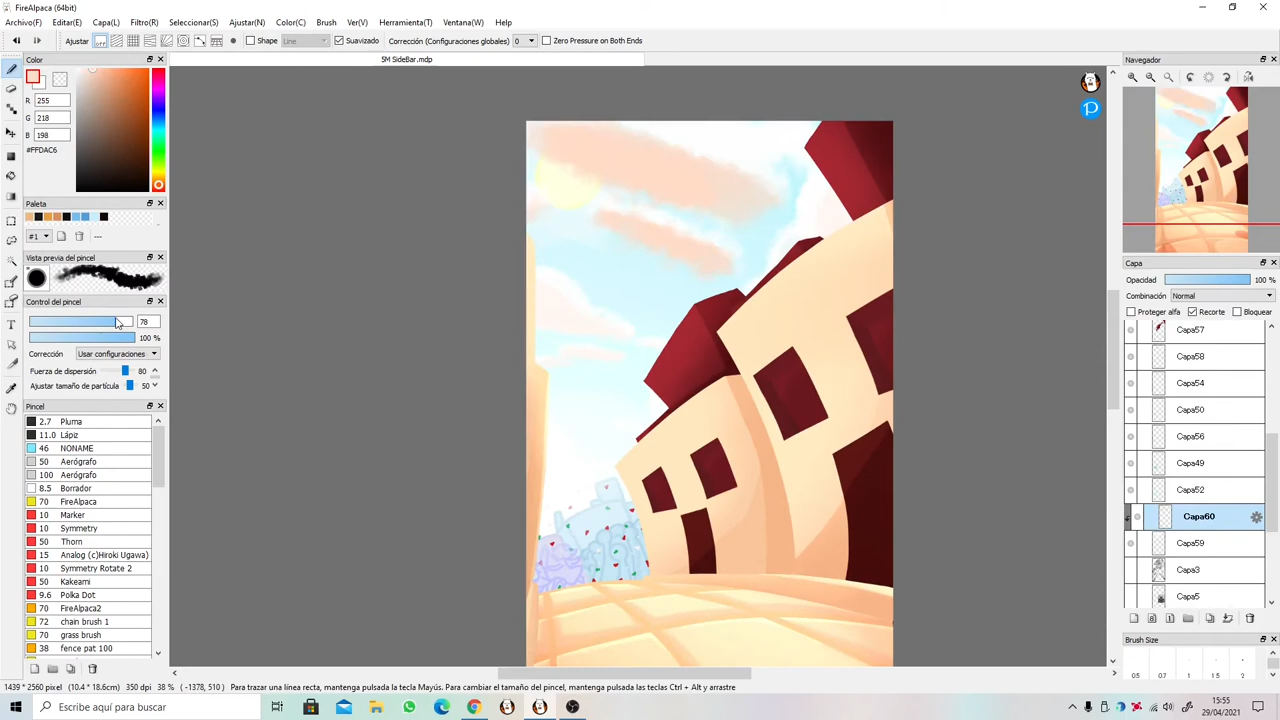 FireAlpaca (64bit)
Archivo(F) Editar(E) Capa(L) Filtro(R) Seleccionar(S) Ajustar(N) Color(C) Brush Ver(V) Herramienta(T) Ventana(W) Help
Ajustar OFF Shape Line Suavizado Corrección (Configuraciones globales) 0 Zero Pressure on Both Ends
Color
SM SideBar.mdp
Navegador
R 255
G 218
B 198
#FFDAC6
Paleta
#1 ---
Vista previa del pincel
Control del pincel
78
100 %
Corrección Usar configuraciones
Fuerza de dispersión 80
Ajustar tamaño de partícula 50
Pincel
2.7 Pluma
11.0 Lápiz
46 NONAME
50 Aerógrafo
100 Aerógrafo
8.5 Borrador
70 FireAlpaca
10 Marker
10 Symmetry
50 Thorn
15 Analog (c)Hiroki Ugawa)
10 Symmetry Rotate 2
50 Kakeami
9.6 Polka Dot
70 FireAlpaca2
72 chain brush 1
70 grass brush
38 fence pat 100
Capa
Opacidad 100 %
Combinación Normal
Proteger alfa Recorte Bloquear
Capa57
Capa58
Capa54
Capa50
Capa56
Capa49
Capa52
Capa60
Capa59
Capa3
Capa5
Brush Size
0.5 0.7 1 1.5 2
1439 * 2560 pixel (10.4 * 18.6cm) 350 dpi 38 % (-1378, 510) Para trazar una línea recta, mantenga pulsada la tecla Mayús. Para cambiar el tamaño del pincel, mantenga pulsada las teclas Ctrl + Alt y arrastre
Escribe aquí para buscar
15:55
29/04/2021